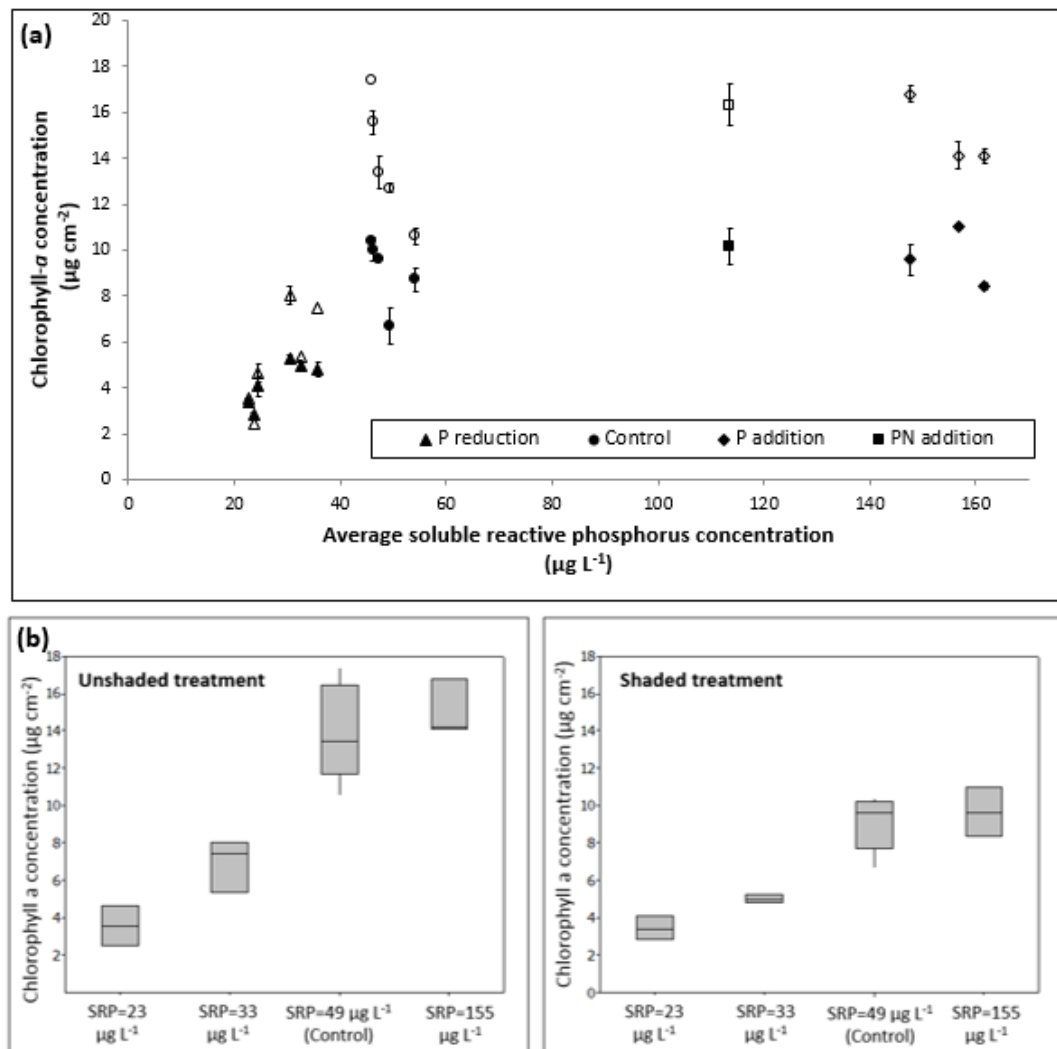 (a)
20
18
16
14
12
10
8
6
4
2
0
Chlorophyll-a concentration
(µg cm⁻²)
▲ P reduction ● Control ◆ P addition ■ PN addition
0 20 40 60 80 100 120 140 160
Average soluble reactive phosphorus concentration
(µg L⁻¹)
(b)
Unshaded treatment
Chlorophyll a concentration (µg cm⁻²)
18
16
14
12
10
8
6
4
2
SRP=23 SRP=33 SRP=49 µg L⁻¹ SRP=155
µg L⁻¹ µg L⁻¹ (Control) µg L⁻¹
Shaded treatment
Chlorophyll a concentration (µg cm⁻²)
18
16
14
12
10
8
6
4
2
0
SRP=23 SRP=33 SRP=49 µg L⁻¹ SRP=155
µg L⁻¹ µg L⁻¹ (Control) µg L⁻¹